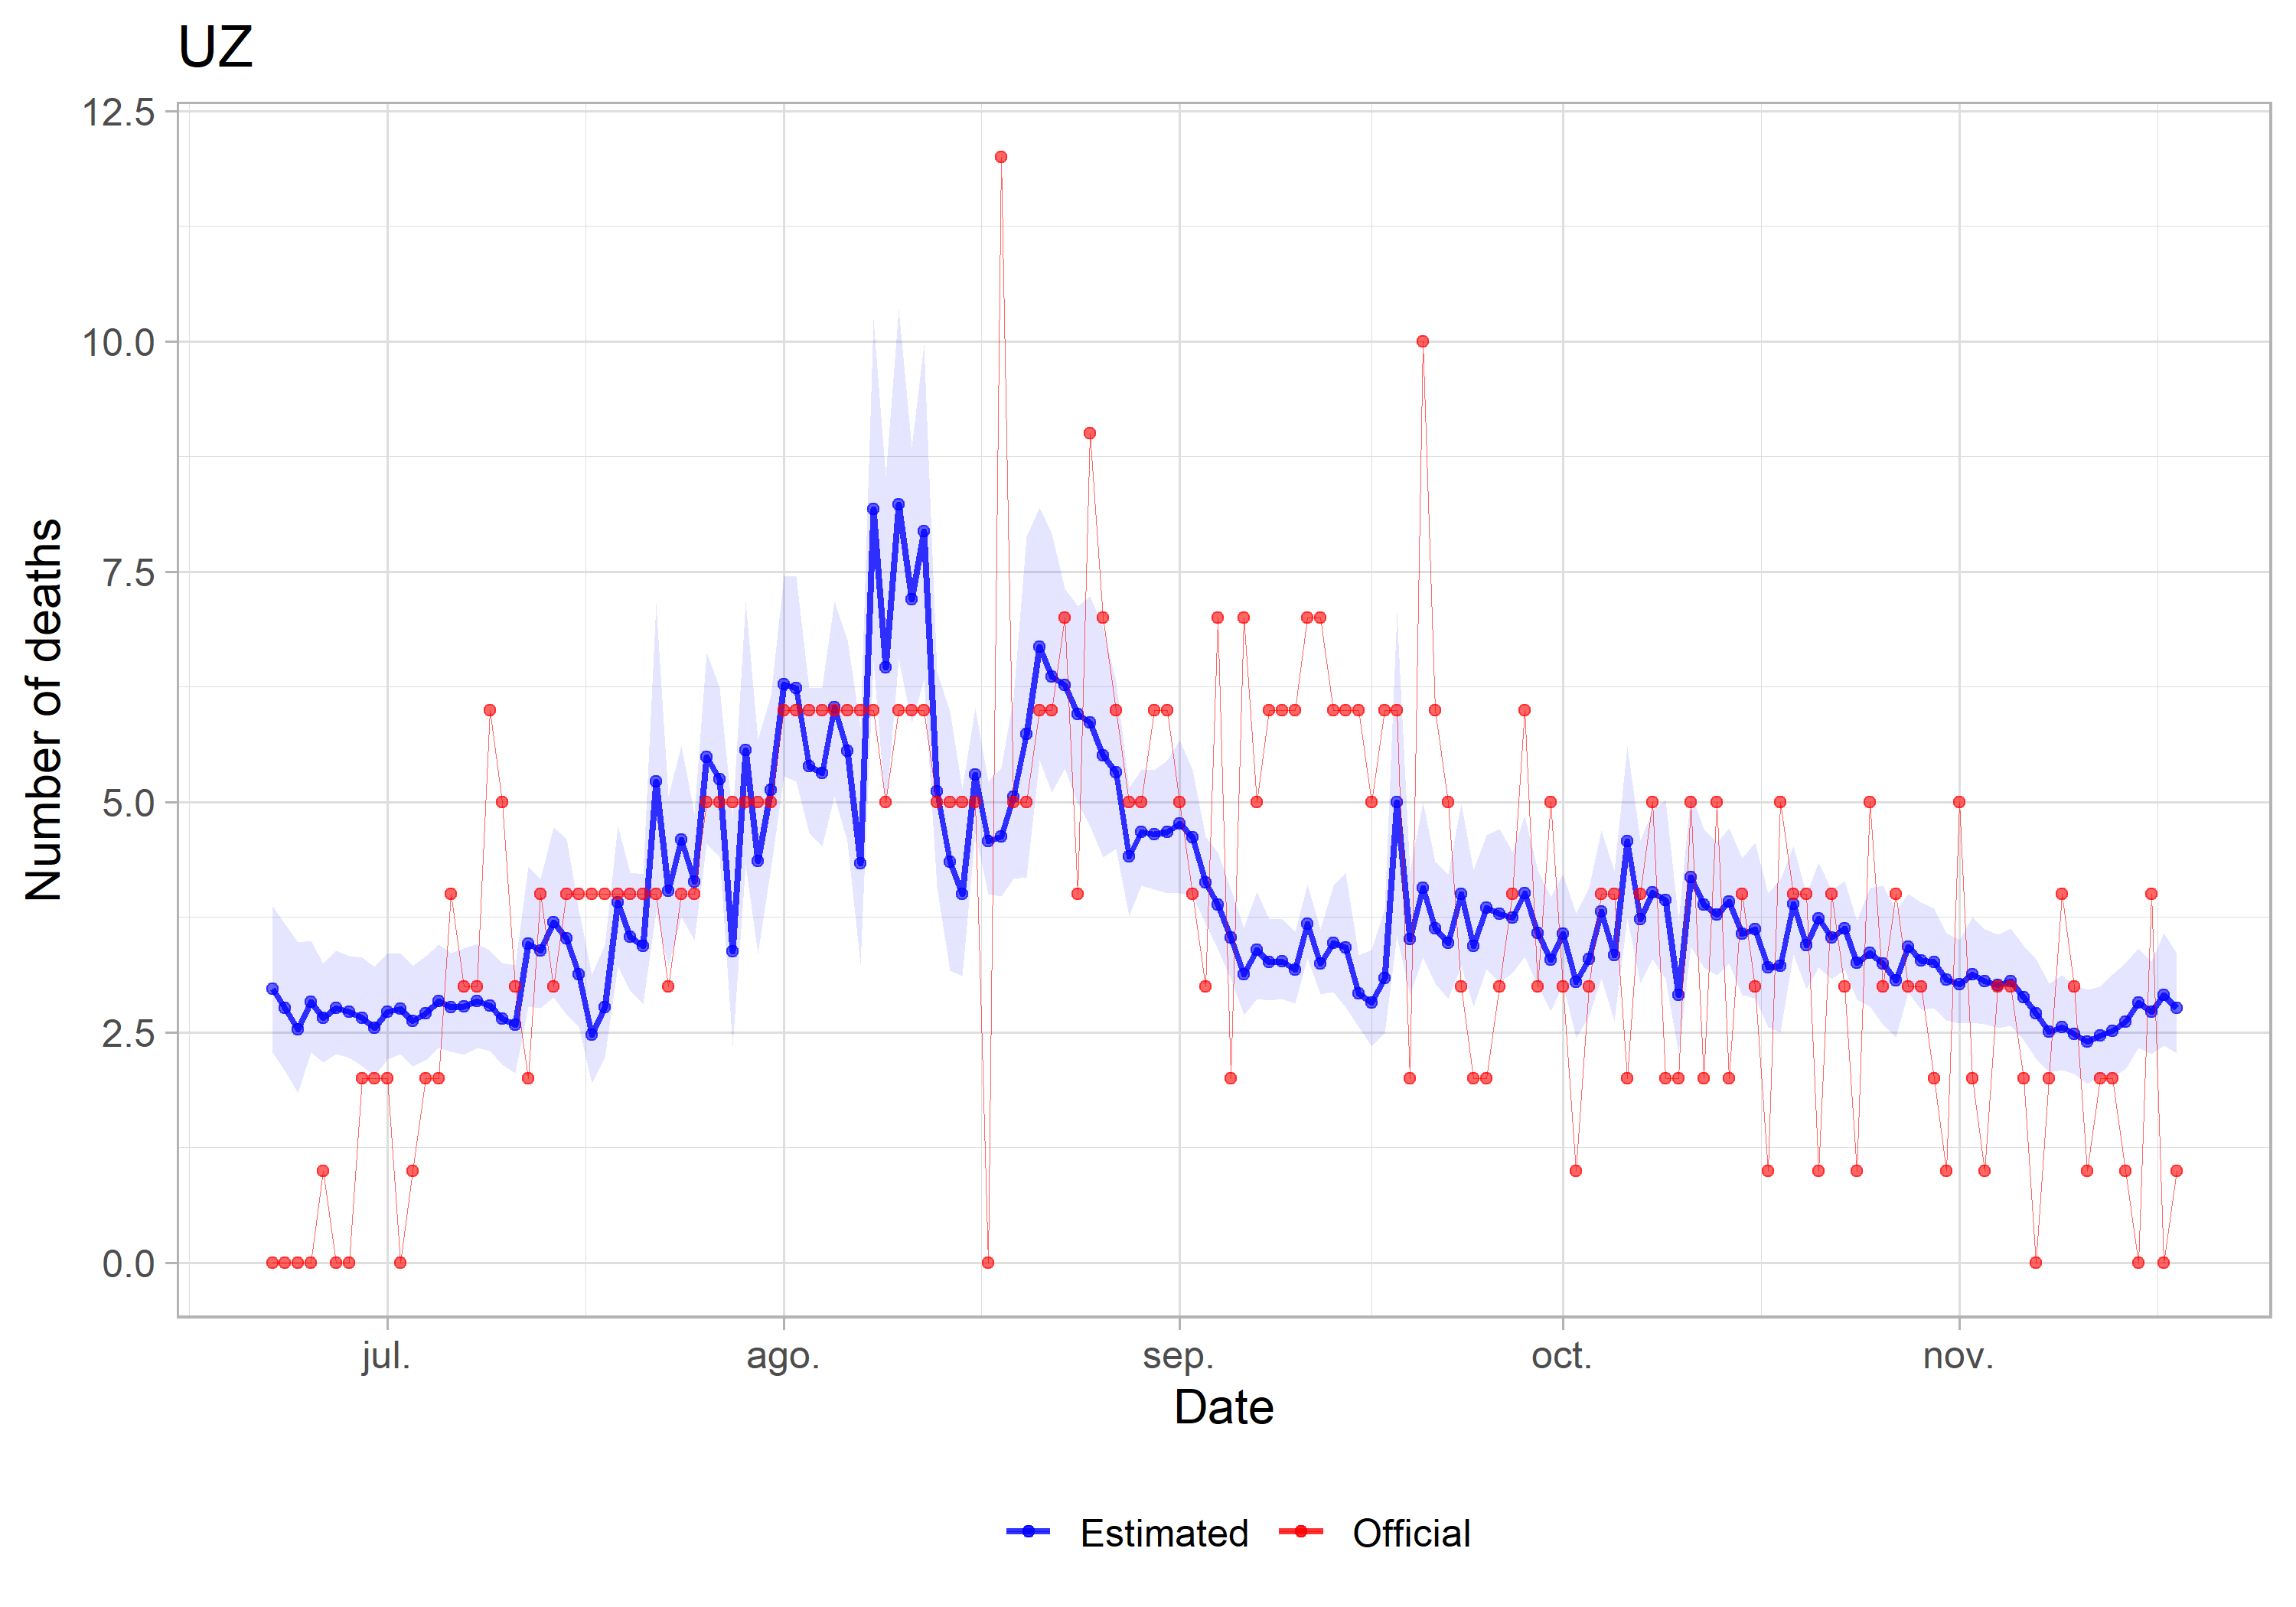 UZ
12.5
10.0
7.5
5.0
2.5
0.0
Number of deaths
jul. ago. sep. oct. nov.
Date
Estimated Official